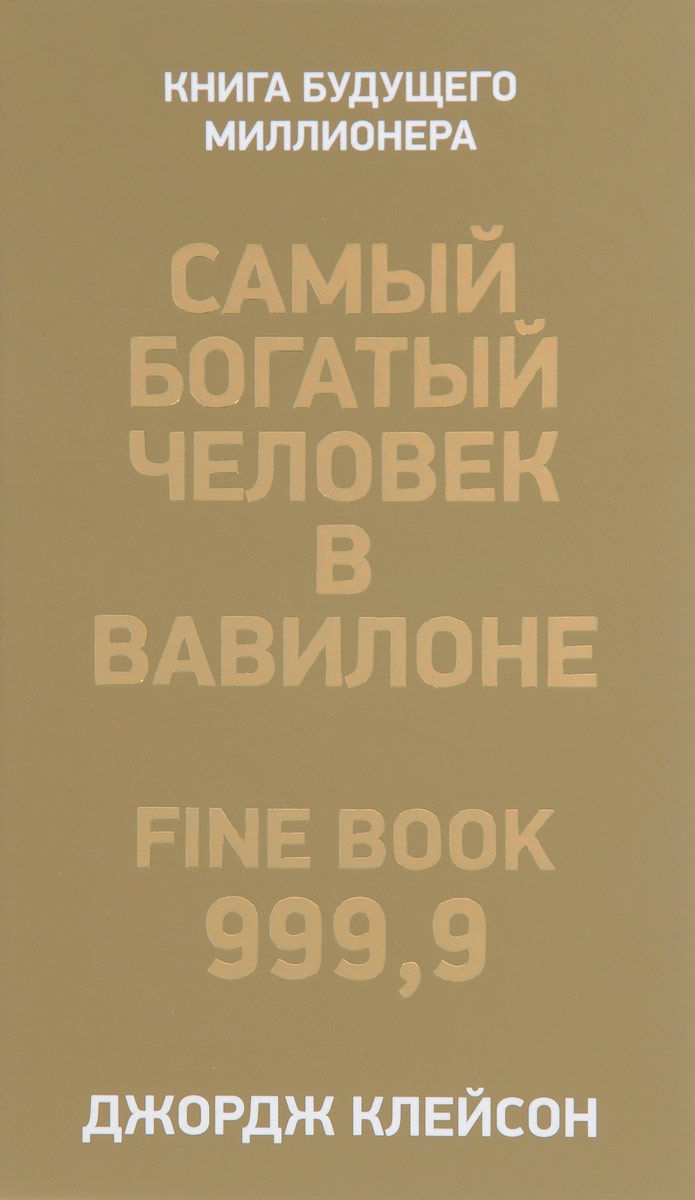 КНИГА БУДУЩЕГО
МИЛЛИОНЕРА
САМЫЙ
БОГАТЫЙ
ЧЕЛОВЕК
В
ВАВИЛОНЕ
FINE BOOK
999,9
ДЖОРДЖ КЛЕЙСОН